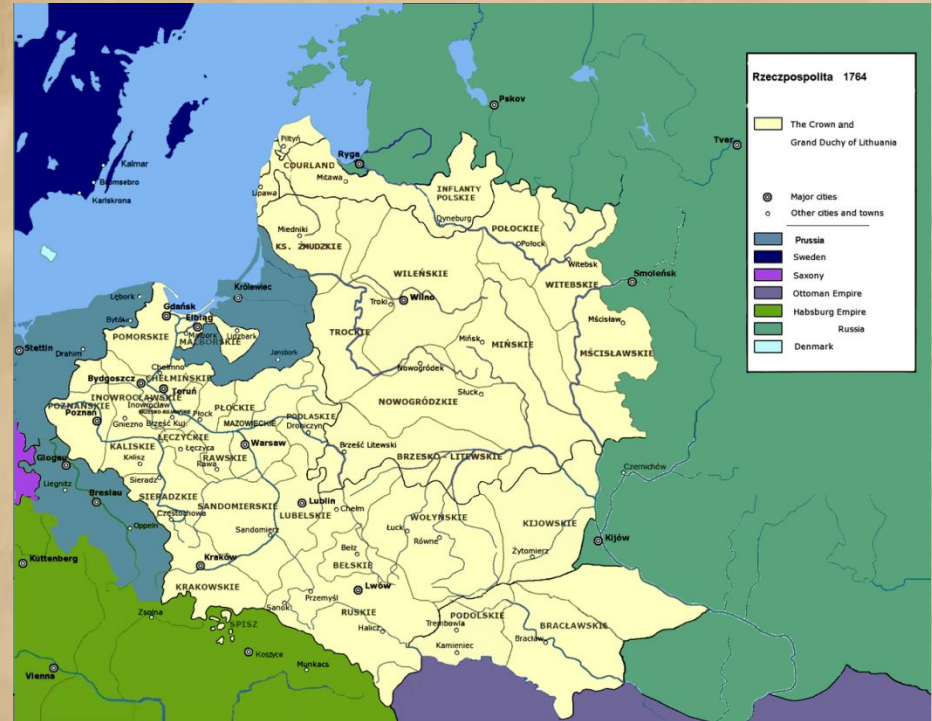 Rzeczpospolita 1764
The Crown and
Grand Duchy of Lithuania
Major cities
Other cities and towns
Prussia
Sweden
Saxony
Ottoman Empire
Habsburg Empire
Russia
Denmark
Pskov
Tver
Kalmar
Brömsebro
Karlskrona
Piltyń
COURLAND
Ryga
Mitawa
Lipawa
INFLANTY
POLSKIE
Dyneburg
Miedniki
KS. ŻMUDZKIE
POŁOCKIE
Połock
Witebsk
WITEBSKIE
Smoleńsk
WILEŃSKIE
Troki
Wilno
Królewiec
Lębork
Gdańsk
Bytów
Elbląg
Malbork
Lidzbark
MALBORSKIE
POMORSKIE
TROCKIE
Mińsk
MIŃSKIE
Mścisław
MŚCISŁAWSKIE
Stettin
Drahim
Jansbork
Chełmno
CHEŁMIŃSKIE
Nowogródek
Bydgoszcz
Toruń
INOWROCŁAWSKIE
Inowrocław
Słuck
NOWOGRÓDZKIE
POZNAŃSKIE
Poznań
Gniezno
Brześć Kuj.
Płock
PŁOCKIE
MAZOWIECKIE
PODLASKIE
Drohiczyn
ŁĘCZYCKIE
Łęczyca
Warsaw
Brześć Litewski
KALISKIE
Kalisz
RAWSKIE
Rawa
BRZESKO - LITEWSKIE
Glogau
Liegnitz
Sieradz
SIERADZKIE
Czernichów
Breslau
Częstochowa
SANDOMIERSKIE
Lublin
LUBELSKIE
Chełm
Oppeln
Sandomierz
Łuck
WOŁYŃSKIE
Równe
KIJOWSKIE
Kijów
Żytomierz
Bełz
BEŁSKIE
Kuttenberg
Kraków
KRAKOWSKIE
Lwów
Przemyśl
Sanok
RUSKIE
Halicz
Trembowla
PODOLSKIE
Kamieniec
BRACŁAWSKIE
Bracław
Zsojna
SPISZ
Koszyce
Munkacs
Vienna